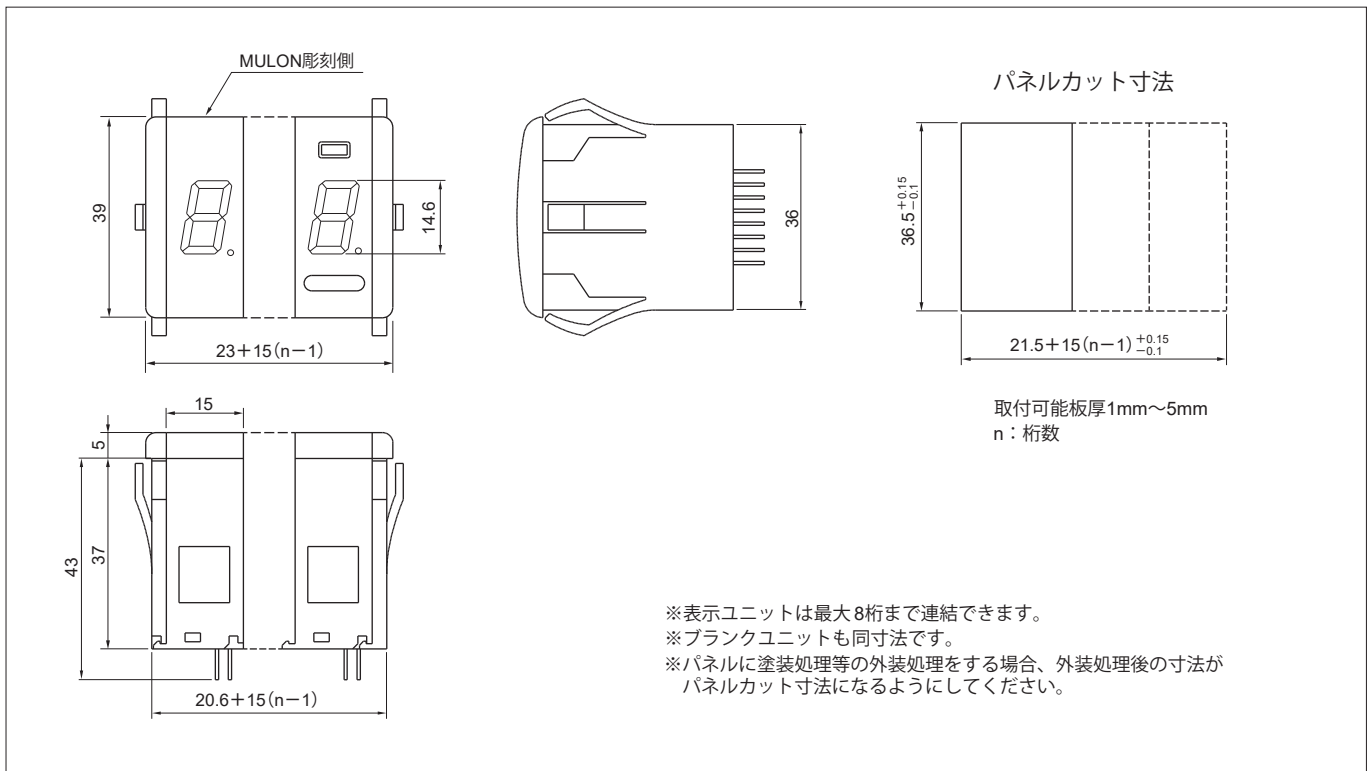 MULON彫刻側
39
14.6
23+15(n−1)
36
パネルカット寸法
36.5 +0.15 −0.1
21.5+15(n−1) +0.15 −0.1
取付可能板厚1mm～5mm
n：桁数
15
5
43
37
20.6+15(n−1)
※表示ユニットは最大8桁まで連結できます。
※ブランクユニットも同寸法です。
※パネルに塗装処理等の外装処理をする場合、外装処理後の寸法が
パネルカット寸法になるようにしてください。